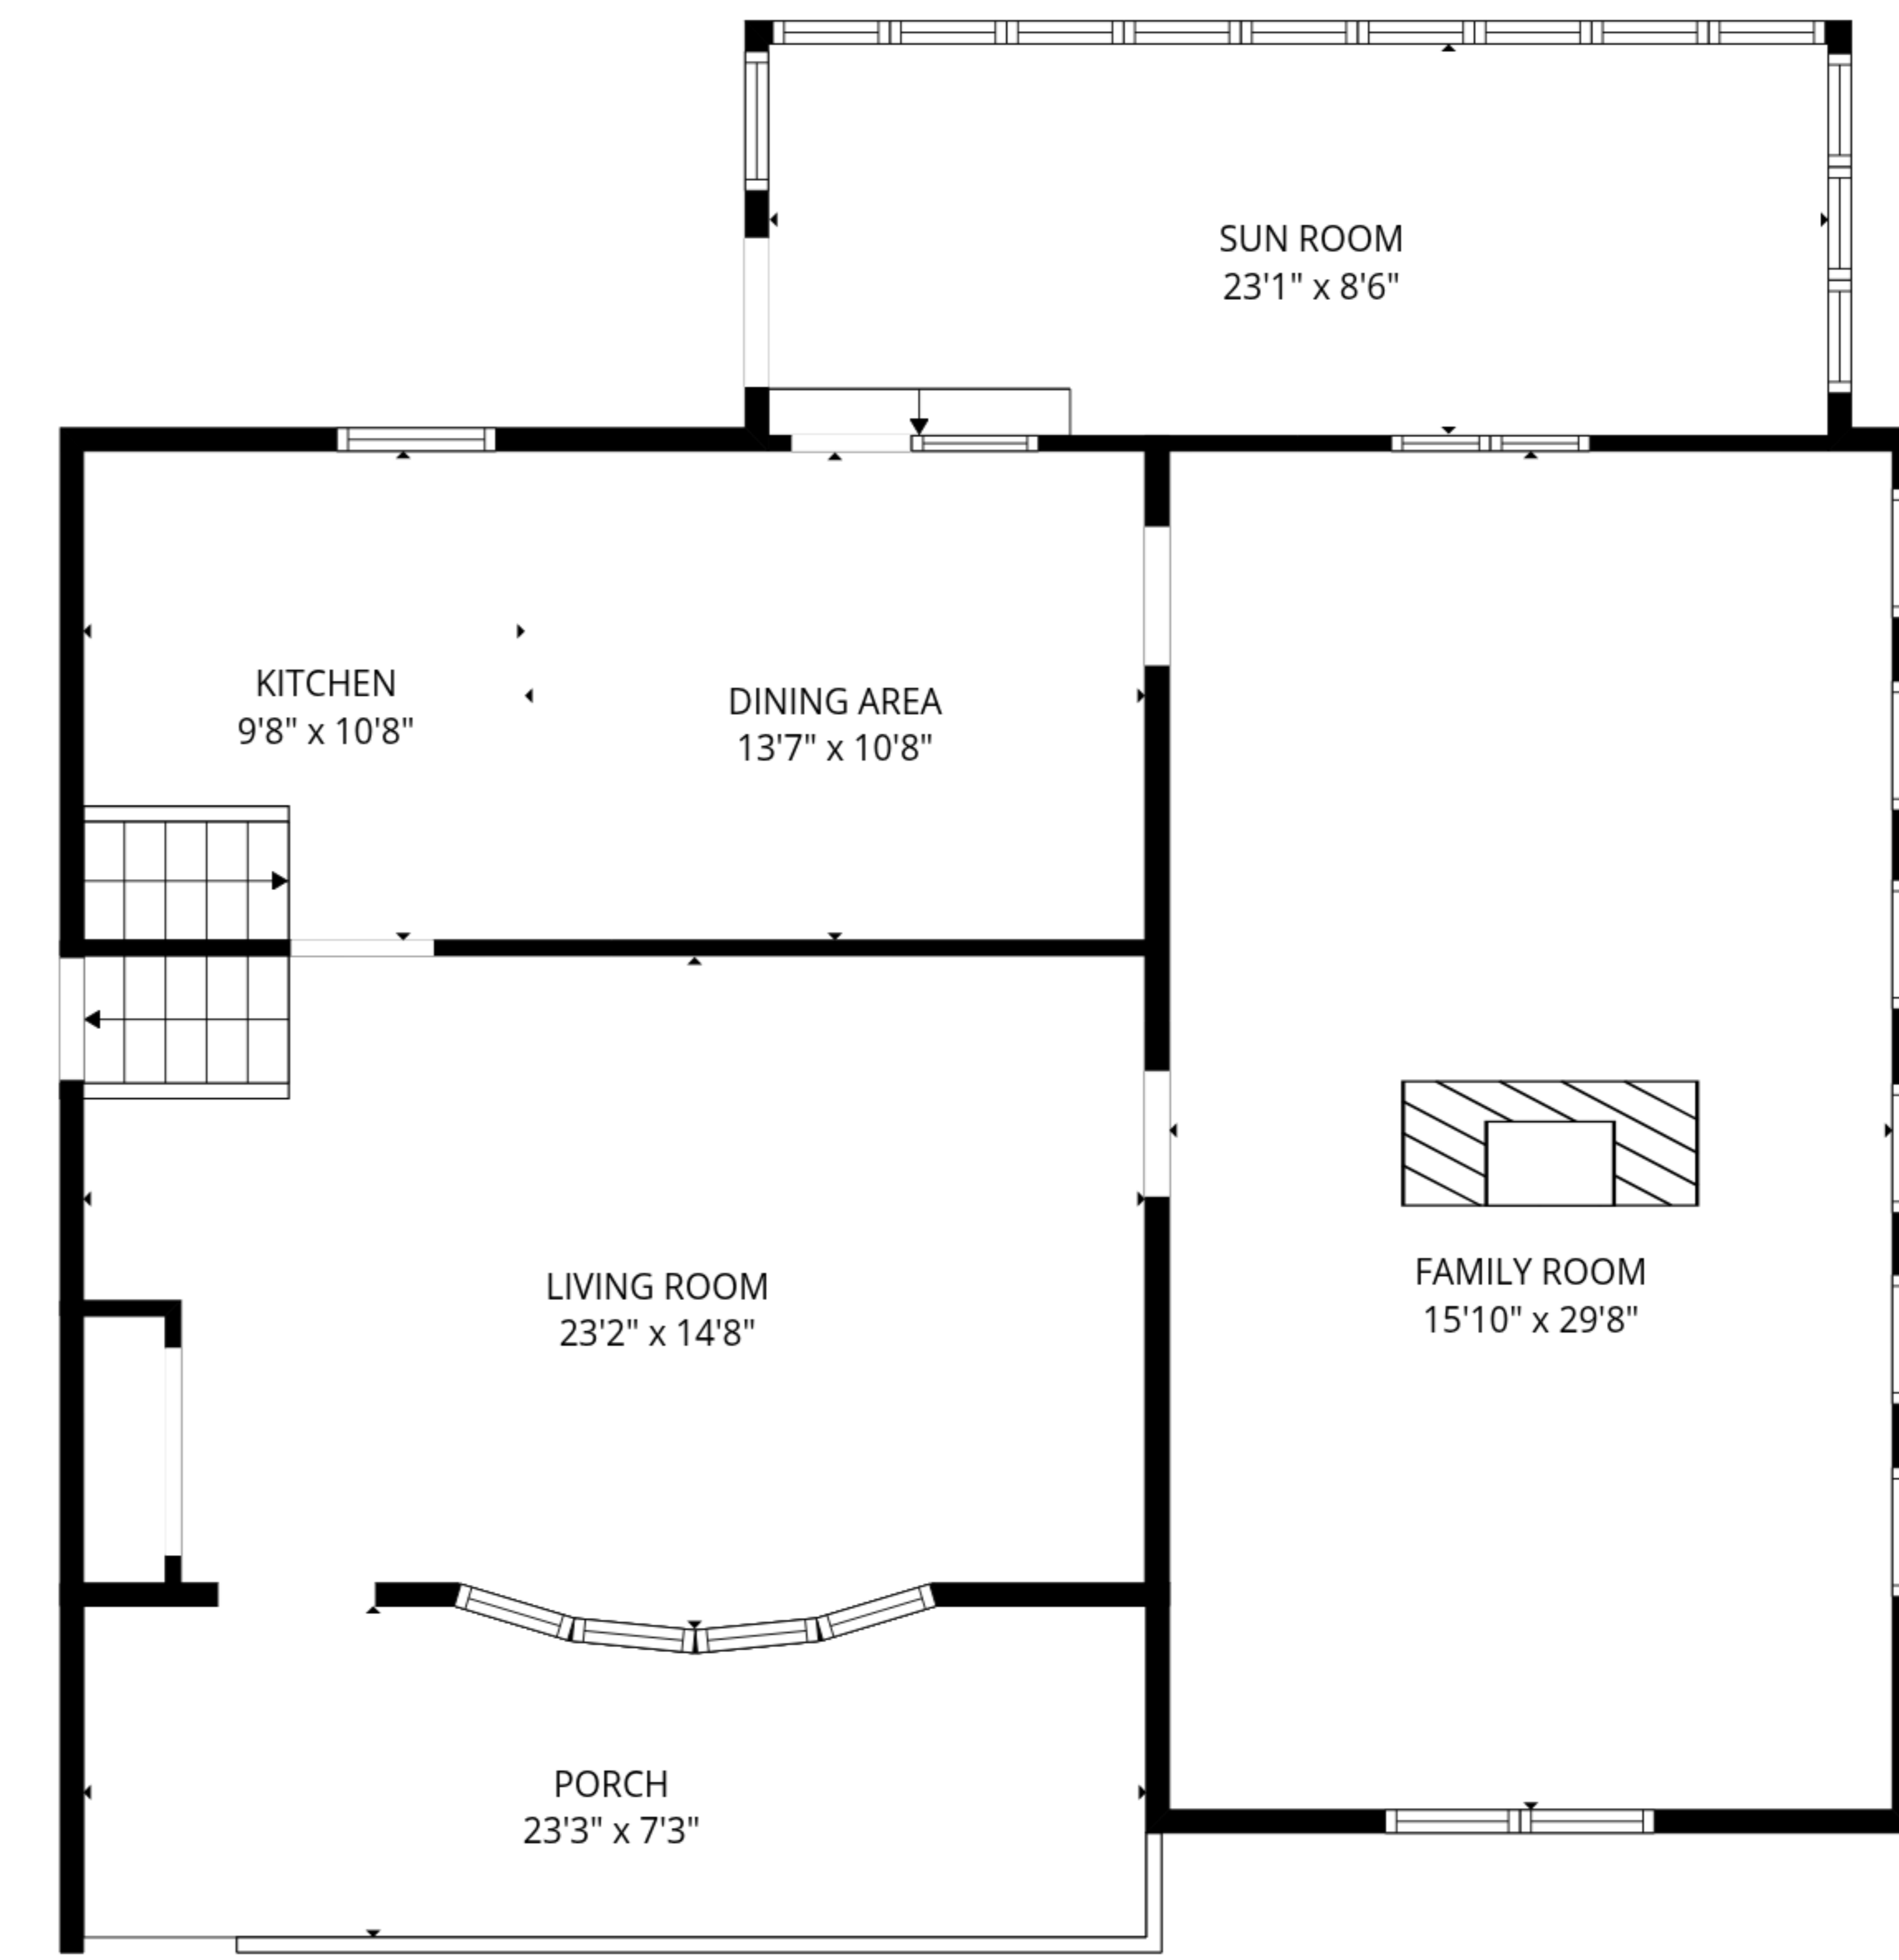 SUN ROOM
23'1" x 8'6"
KITCHEN
9'8" x 10'8"
DINING AREA
13'7" x 10'8"
LIVING ROOM
23'2" x 14'8"
FAMILY ROOM
15'10" x 29'8"
PORCH
23'3" x 7'3"